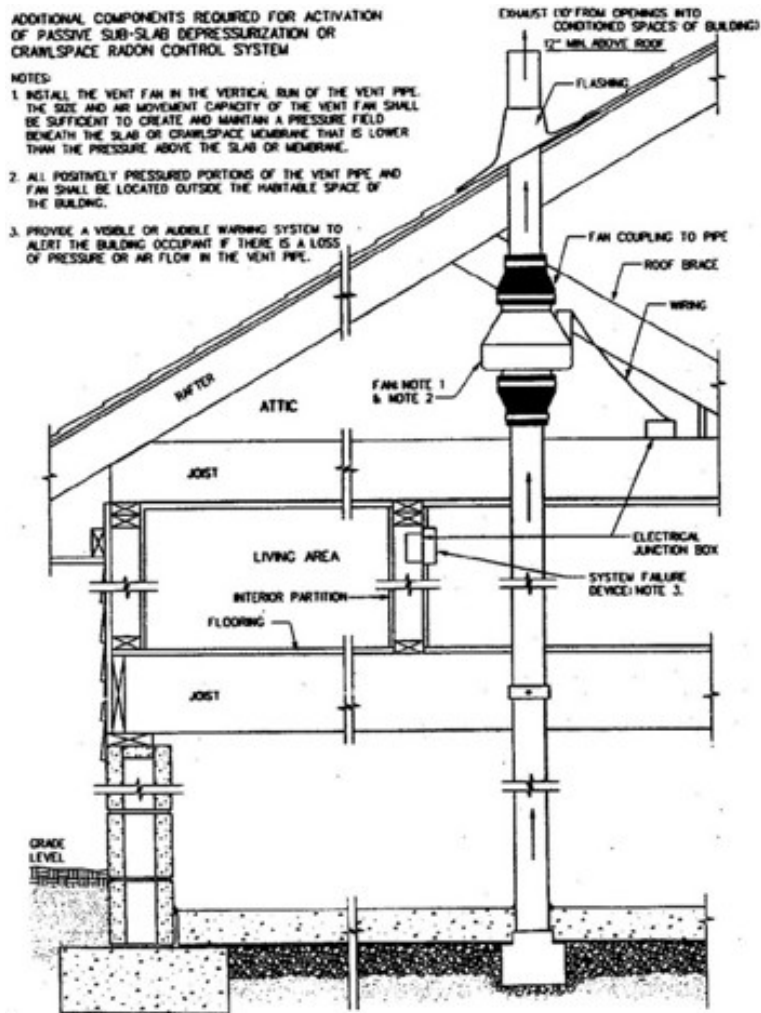 ADDITIONAL COMPONENTS REQUIRED FOR ACTIVATION
OF PASSIVE SUB-SLAB DEPRESSURIZATION OR
CRAWLSPACE RADON CONTROL SYSTEM
NOTES:
1. INSTALL THE VENT FAN IN THE VERTICAL RUN OF THE VENT PIPE.
THE SIZE AND AIR MOVEMENT CAPACITY OF THE VENT FAN SHALL
BE SUFFICIENT TO CREATE AND MAINTAIN A PRESSURE FIELD
BENEATH THE SLAB OR CRAWLSPACE MEMBRANE THAT IS LOWER
THAN THE PRESSURE ABOVE THE SLAB OR MEMBRANE.
2. ALL POSITIVELY PRESSURED PORTIONS OF THE VENT PIPE AND
FAN SHALL BE LOCATED OUTSIDE THE HABITABLE SPACE OF
THE BUILDING.
3. PROVIDE A VISIBLE OR AUDIBLE WARNING SYSTEM TO
ALERT THE BUILDING OCCUPANT IF THERE IS A LOSS
OF PRESSURE OR AIR FLOW IN THE VENT PIPE.
EXHAUST (10' FROM OPENINGS INTO
CONDITIONED SPACES OF BUILDING)
12" MIN. ABOVE ROOF
FLASHING
FAN COUPLING TO PIPE
ROOF BRACE
WIRING
FAN: NOTE 1
& NOTE 2
RAFTER
ATTIC
JOIST
LIVING AREA
ELECTRICAL
JUNCTION BOX
SYSTEM FAILURE
DEVICE: NOTE 3.
INTERIOR PARTITION
FLOORING
JOIST
GRADE
LEVEL